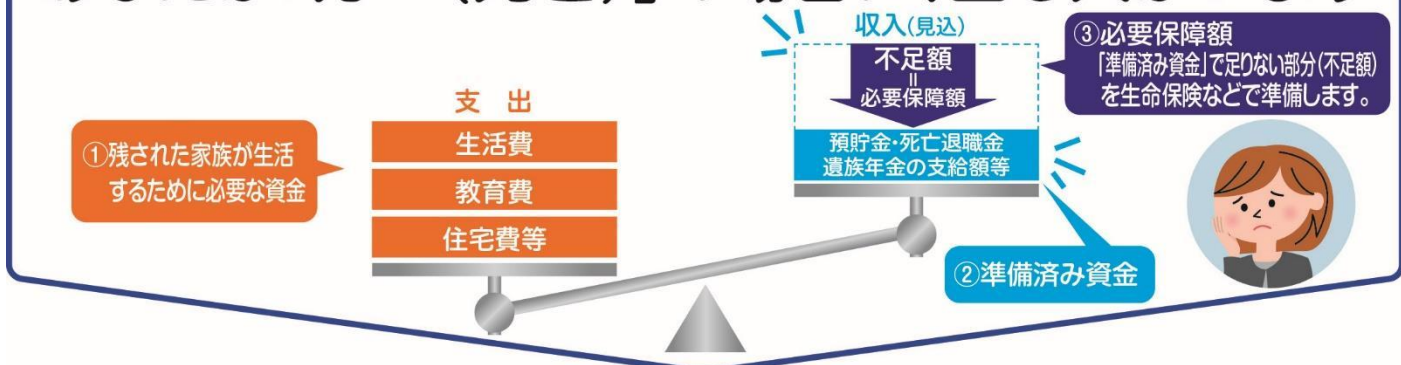 収入(見込)
不足額
=
必要保障額
③必要保障額
「準備済み資金」で足りない部分(不足額)
を生命保険などで準備します。
支 出
生活費
教育費
住宅費等
①残された家族が生活
するために必要な資金
預貯金・死亡退職金
遺族年金の支給額等
②準備済み資金